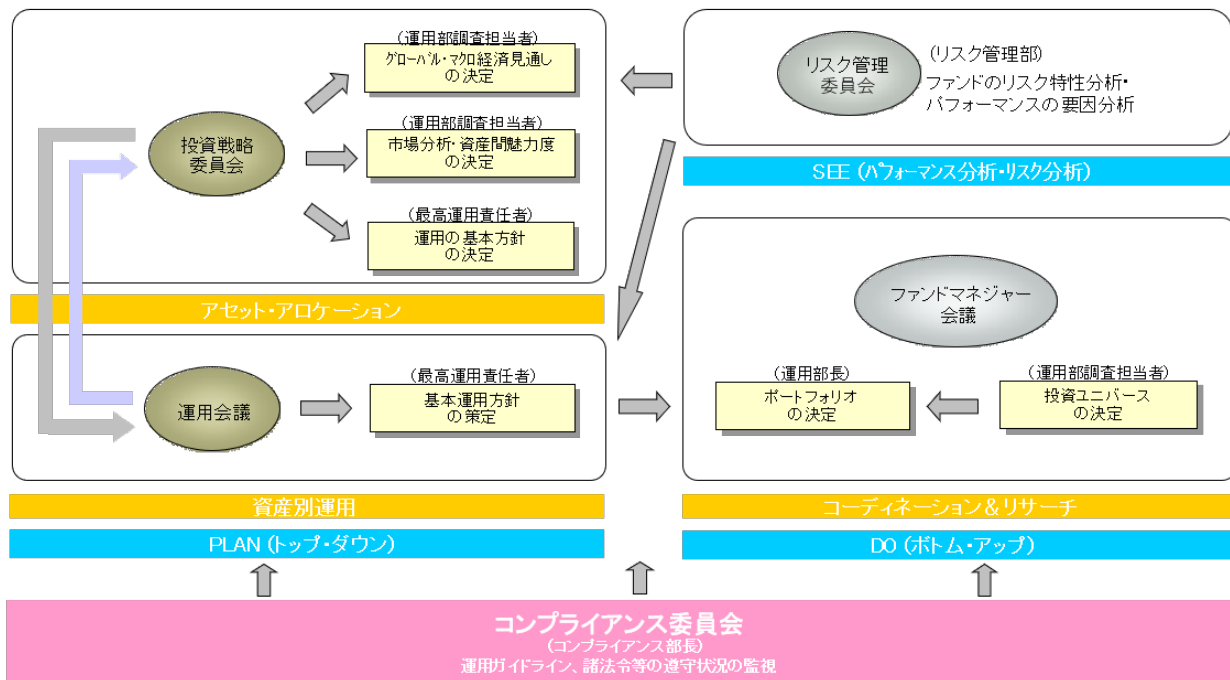 (運用部調査担当者)
グローバル・マクロ経済見通し
の決定
投資戦略
委員会
(運用部調査担当者)
市場分析・資産間魅力度
の決定
(最高運用責任者)
運用の基本方針
の決定
アセット・アロケーション
運用会議
(最高運用責任者)
基本運用方針
の策定
資産別運用
PLAN (トップ・ダウン)
リスク管理
委員会
(リスク管理部)
ファンドのリスク特性分析・
パフォーマンスの要因分析
SEE (パフォーマンス分析・リスク分析)
ファンドマネジャー
会議
(運用部長)
ポートフォリオ
の決定
(運用部調査担当者)
投資ユニバース
の決定
コーディネーション&リサーチ
DO (ボトム・アップ)
コンプライアンス委員会
(コンプライアンス部長)
運用ガイドライン、諸法令等の遵守状況の監視